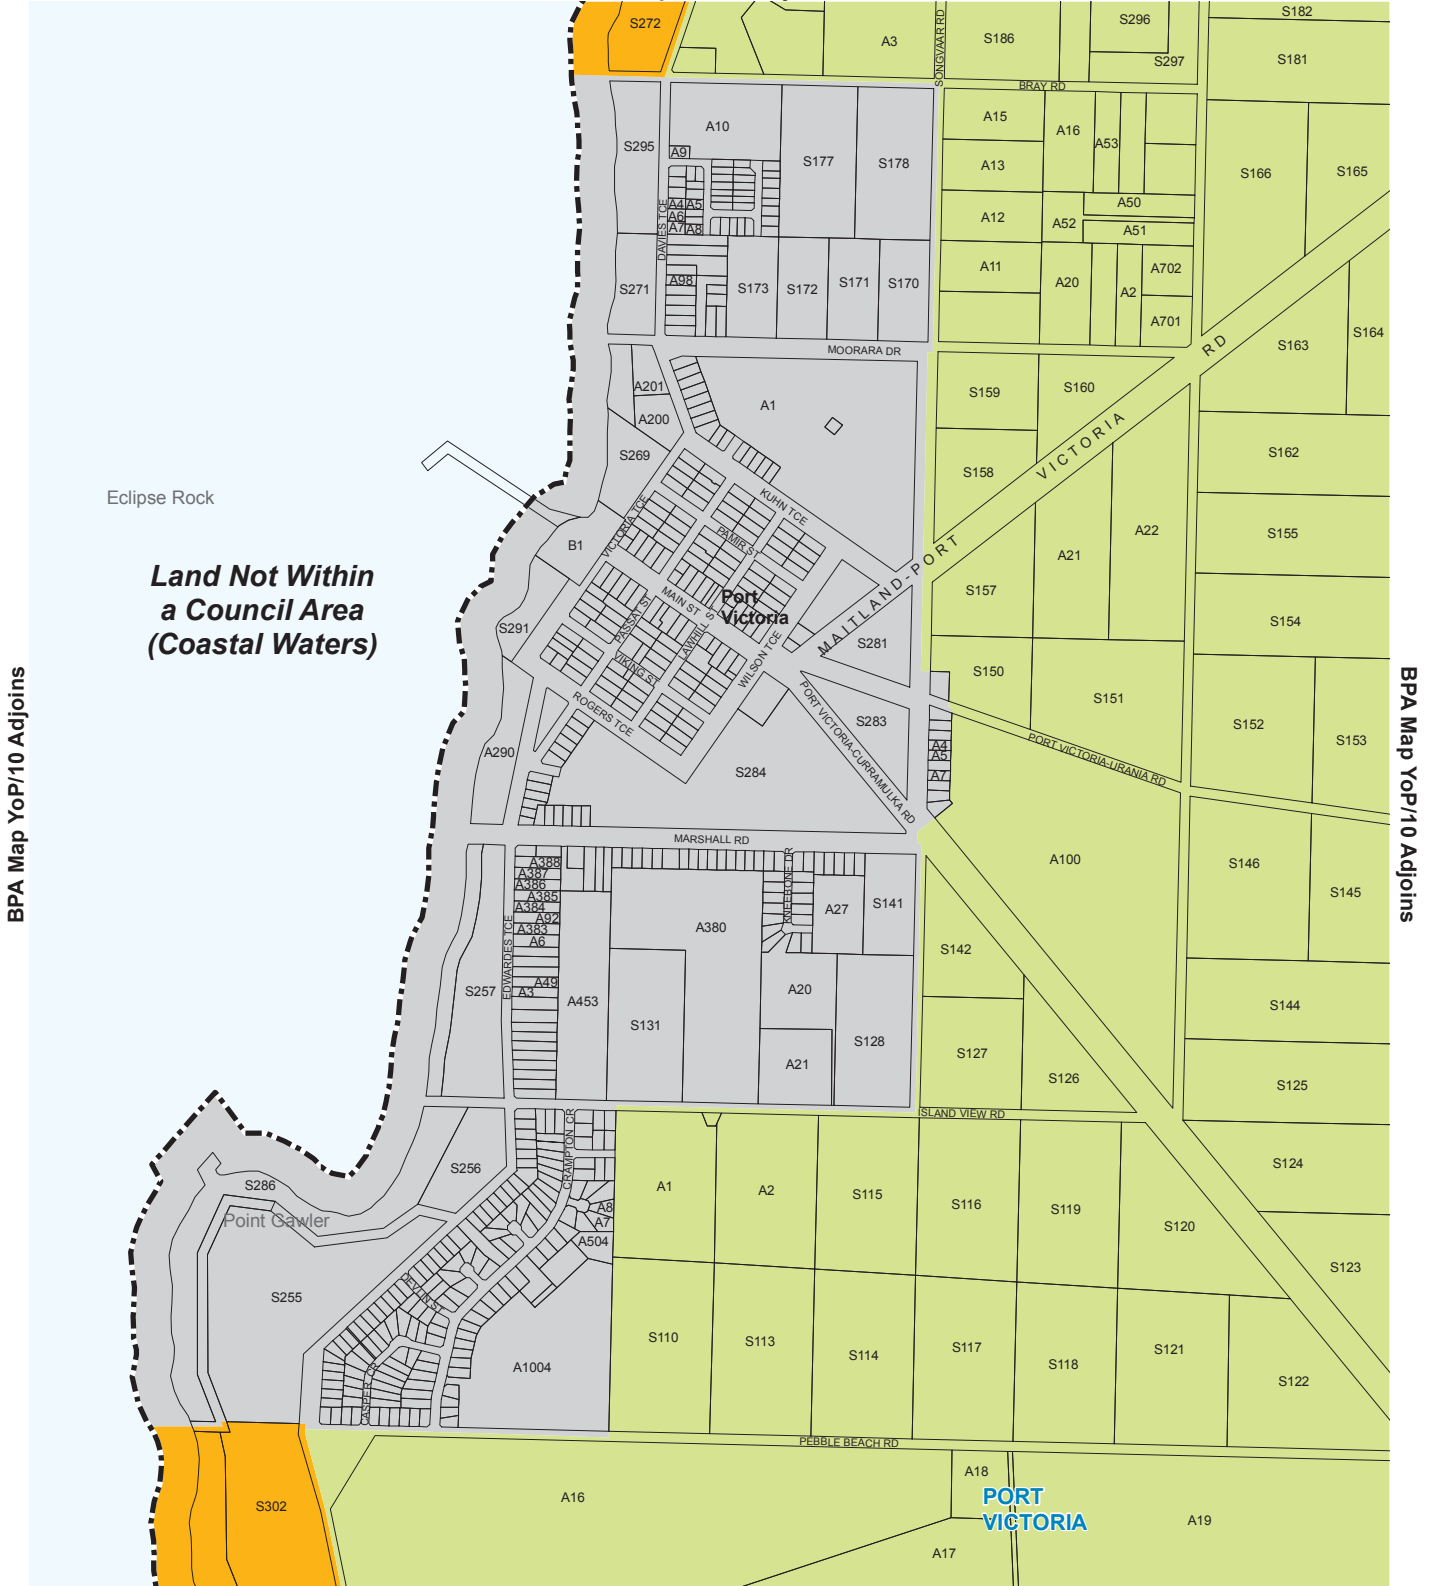 S272
A3
SONGVAAR RD
S186
S296
S297
S182
S181
BRAY RD
A10
S295
A9
S177
S178
A15
A16
A53
A13
S166
S165
A4
A5
A6
A7
A8
DAVIES TCE
A12
A52
A50
A51
S271
A98
S173
S172
S171
S170
A11
A20
A2
A702
A701
S163
S164
RD
MOORARA DR
A201
A200
A1
S159
S160
VICTORIA
S269
S158
S162
Eclipse Rock
KUHN TCE
VICTORIA TCE
PAMIR ST
B1
A22
A21
S155
MAITLAND-PORT
Land Not Within
a Council Area
(Coastal Waters)
MAIN ST
Port
Victoria
S157
S291
PASSAT ST
LAWHILL ST
WILSON TCE
VIKING ST
S281
S154
S150
S151
ROGERS TCE
PORT VICTORIA-CURRAMULKA RD
S283
S152
S153
A290
S284
A4
A5
A7
PORT VICTORIA-URANIA RD
BPA Map YoP/10 Adjoins
BPA Map YoP/10 Adjoins
MARSHALL RD
A388
A387
A386
A385
A384
A92
A383
A6
KNEEBONE DR
A27
S141
A100
S146
S145
A380
S142
EDWARDES TCE
S257
A49
A3
A453
S131
A20
A21
S128
S144
S127
S126
S125
ISLAND VIEW RD
CRAMPTON CR
S256
S286
Point Gawler
A8
A7
A504
A1
A2
S115
S116
S119
S120
S124
S123
S255
DEVLIN ST
CASPER CR
A1004
S110
S113
S114
S117
S118
S121
S122
PEBBLE BEACH RD
S302
A16
A18
PORT
VICTORIA
A17
A19